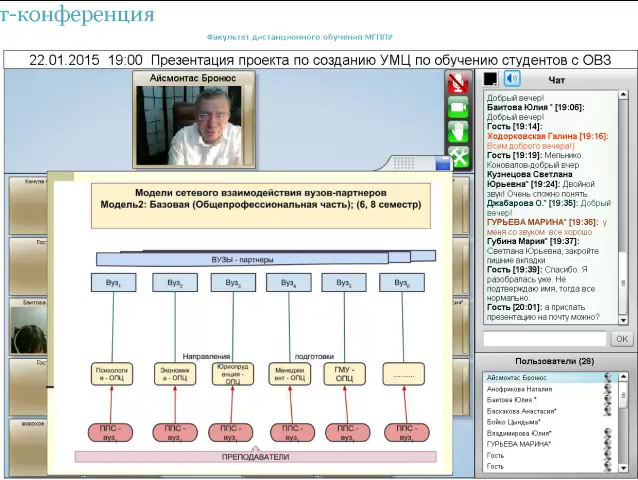 т-конференция
Факультет дистанционного обучения МГППУ
22.01.2015 19:00 Презентация проекта по созданию УМЦ по обучению студентов с ОВЗ
Айсмонтас Бронюс
Модели сетевого взаимодействия вузов-партнеров
Модель2: Базовая (Общепрофессиональная часть); (6, 8 семестр)
ВУЗЫ - партнеры
Вуз1 Вуз2 Вуз3 Вуз4 Вуз5 Вуз6
Направления подготовки
Психологи
я - ОПЦ
Экономик
а - ОПЦ
Юриспруд
енция -
ОПЦ
Менеджм
ент - ОПЦ
ГМУ -
ОПЦ
.........
ППС - ППС - ППС - ППС - ППС - ППС -
вуз1 вуз1 вуз1 вуз1 вуз1 вуз1
ПРЕПОДАВАТЕЛИ
Чат
Добрый вечер!
Баитова Юлия * [19:06]:
Добрый вечер!
Гость [19:14]:
Ходорковская Галина [19:16]:
Всем доброго вечера!)
Гость [19:19]: Мельнико.
Коновалов-добрый вчер
Кузнецова Светлана
Юрьевна* [19:24]: Двойной
звук! Очень сложно понять.
Джабарова О.* [19:35]: Добрый
вечер!
ГУРЬЕВА МАРИНА* [19:36]: у
меня-со звуком все хорошо
Губина Мария* [19:37]:
Светлана Юрьевна, закройте
лишние вкладки
Гость [19:39]: Спасибо. Я
разобралась уже. Не
подтверждаю имя, тогда все
нормально.
Гость [20:01]: а прислать
презентацию на почту можно?
OK
Пользователи (28)
Айсмонтас Бронюс
Анофрикова Наталия
Баитова Юлия *
Баскакова Анастасия*
Бойко Цындыма*
Владимирова Юлия*
ГУРЬЕВА МАРИНА*
Гость
Гость